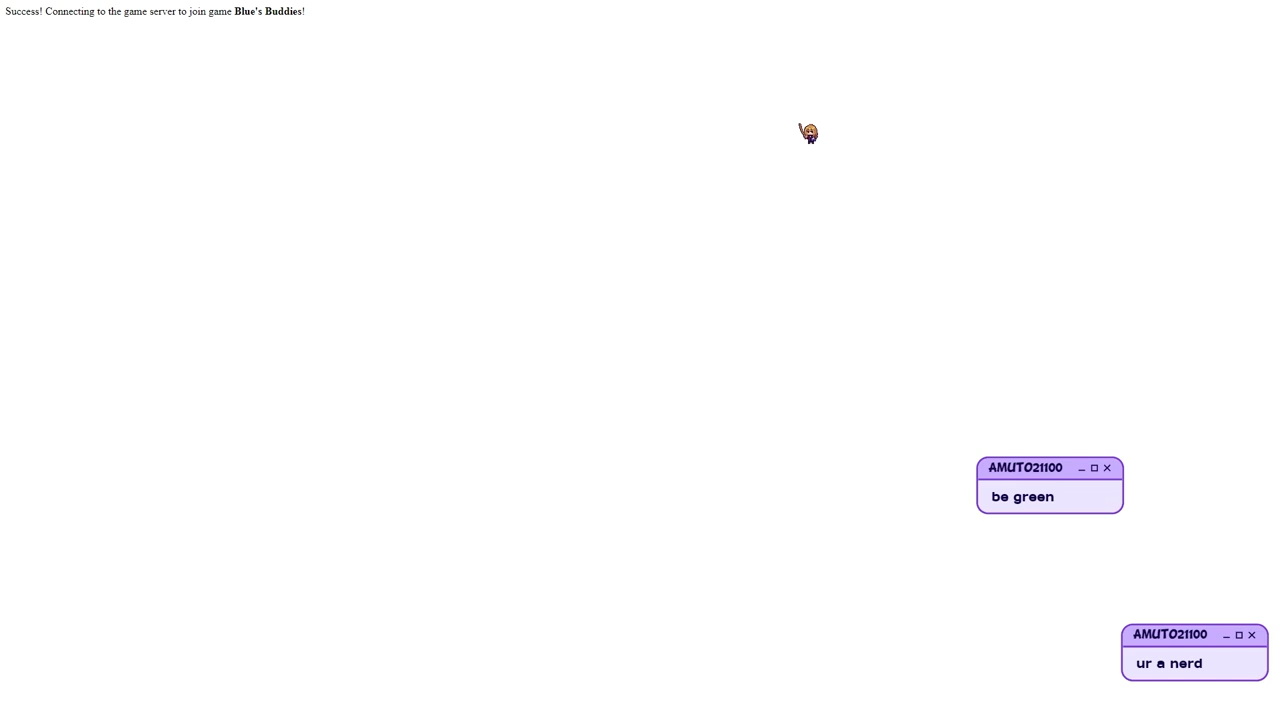 Success! Connecting to the game server to join game Blue's Buddies!
AMUTO21100
be green
AMUTO21100
ur a nerd